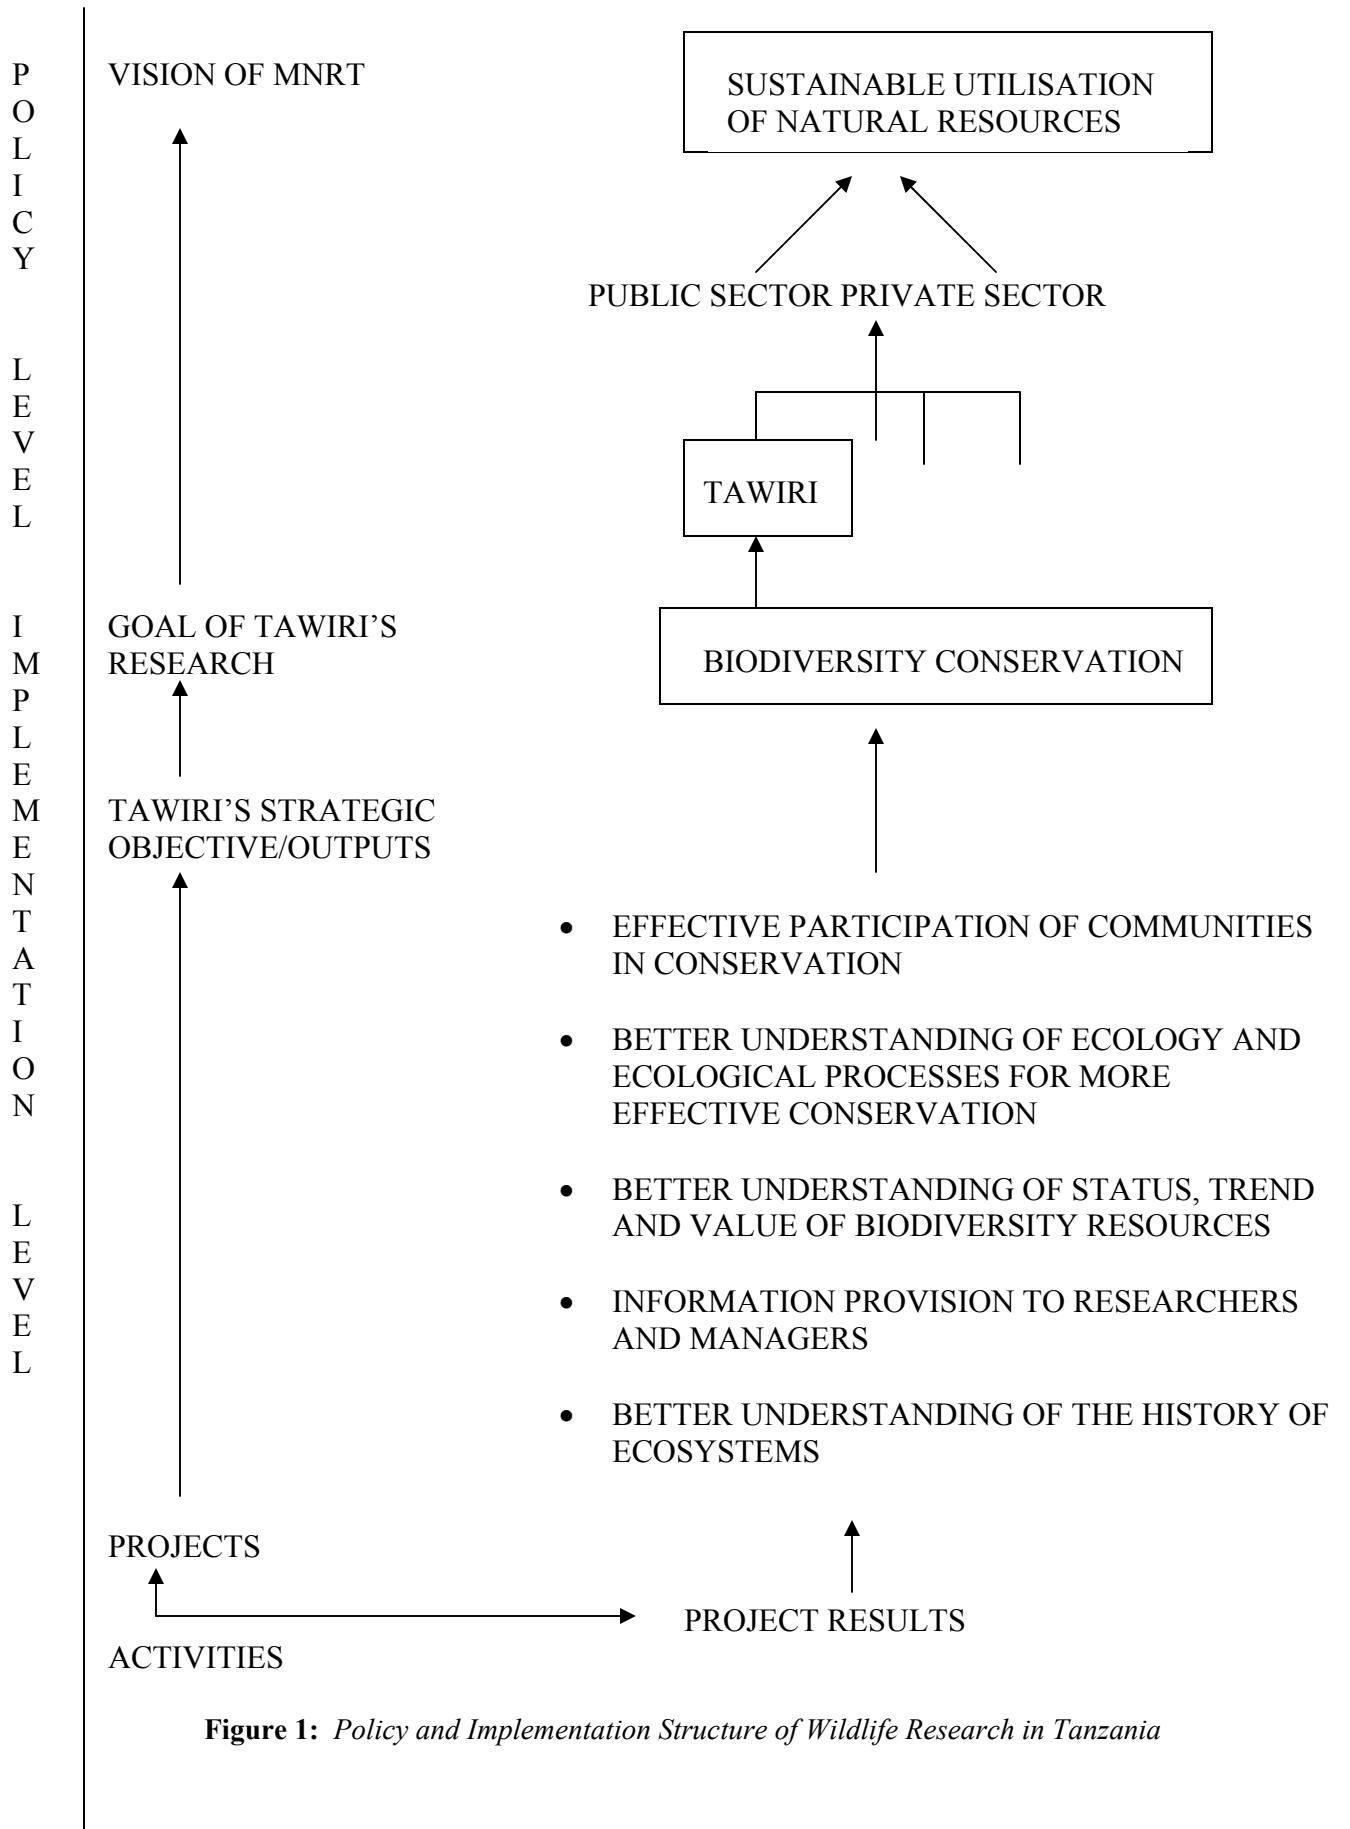 POLICY LEVEL
IMPLEMENTATION LEVEL
VISION OF MNRT
SUSTAINABLE UTILISATION
OF NATURAL RESOURCES
PUBLIC SECTOR PRIVATE SECTOR
TAWIRI
GOAL OF TAWIRI’S
RESEARCH
BIODIVERSITY CONSERVATION
TAWIRI’S STRATEGIC
OBJECTIVE/OUTPUTS
• EFFECTIVE PARTICIPATION OF COMMUNITIES
IN CONSERVATION
• BETTER UNDERSTANDING OF ECOLOGY AND
ECOLOGICAL PROCESSES FOR MORE
EFFECTIVE CONSERVATION
• BETTER UNDERSTANDING OF STATUS, TREND
AND VALUE OF BIODIVERSITY RESOURCES
• INFORMATION PROVISION TO RESEARCHERS
AND MANAGERS
• BETTER UNDERSTANDING OF THE HISTORY OF
ECOSYSTEMS
PROJECTS
PROJECT RESULTS
ACTIVITIES
Figure 1: Policy and Implementation Structure of Wildlife Research in Tanzania